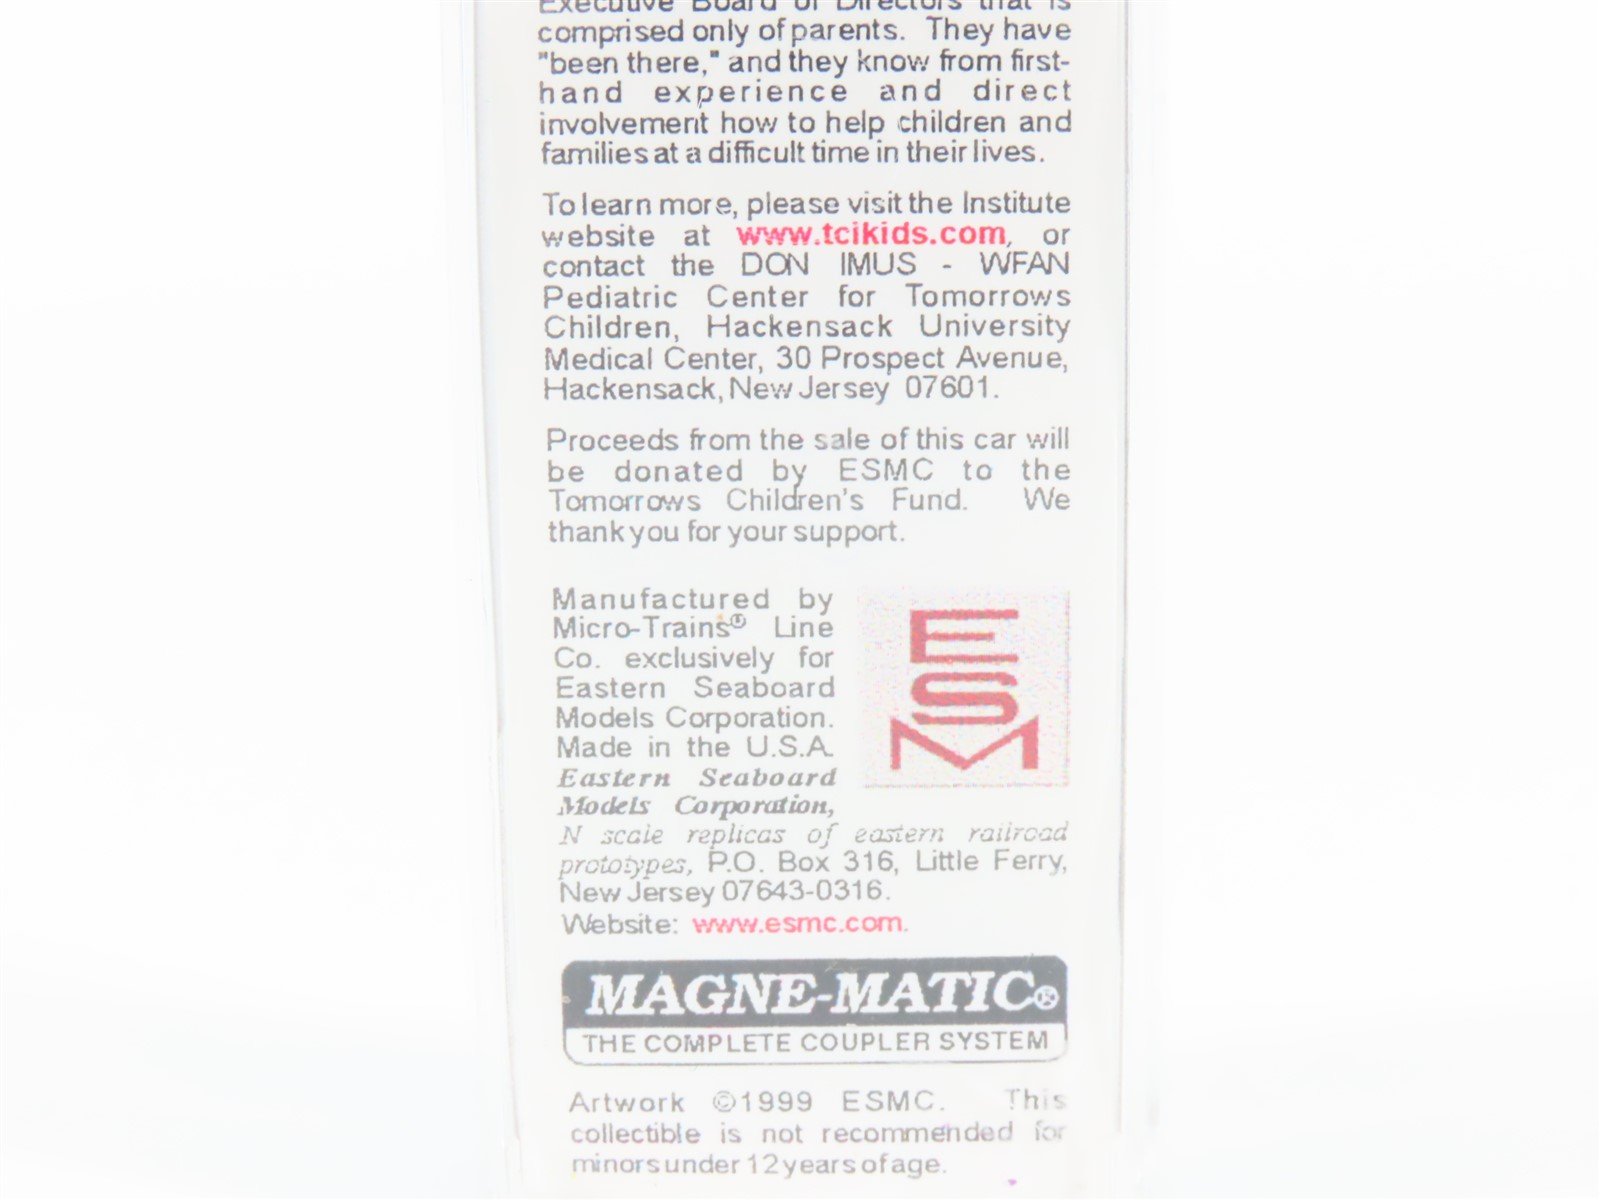 Executive Board of Directors that is
comprised only of parents. They have
"been there," and they know from first-
hand experience and direct
involvement how to help children and
families at a difficult time in their lives.
To learn more, please visit the Institute
website at www.tcikids.com, or
contact the DON IMUS - WFAN
Pediatric Center for Tomorrows
Children, Hackensack University
Medical Center, 30 Prospect Avenue,
Hackensack, New Jersey 07601.
Proceeds from the sale of this car will
be donated by ESMC to the
Tomorrows Children's Fund. We
thank you for your support.
Manufactured by
Micro-Trains® Line
Co. exclusively for
Eastern Seaboard
Models Corporation.
Made in the U.S.A.
Eastern Seaboard
Models Corporation,
N scale replicas of eastern railroad
prototypes, P.O. Box 316, Little Ferry,
New Jersey 07643-0316.
Website: www.esmc.com.
E
S
M
MAGNE-MATIC®
THE COMPLETE COUPLER SYSTEM
Artwork ©1999 ESMC. This
collectible is not recommended for
minors under 12 years of age.